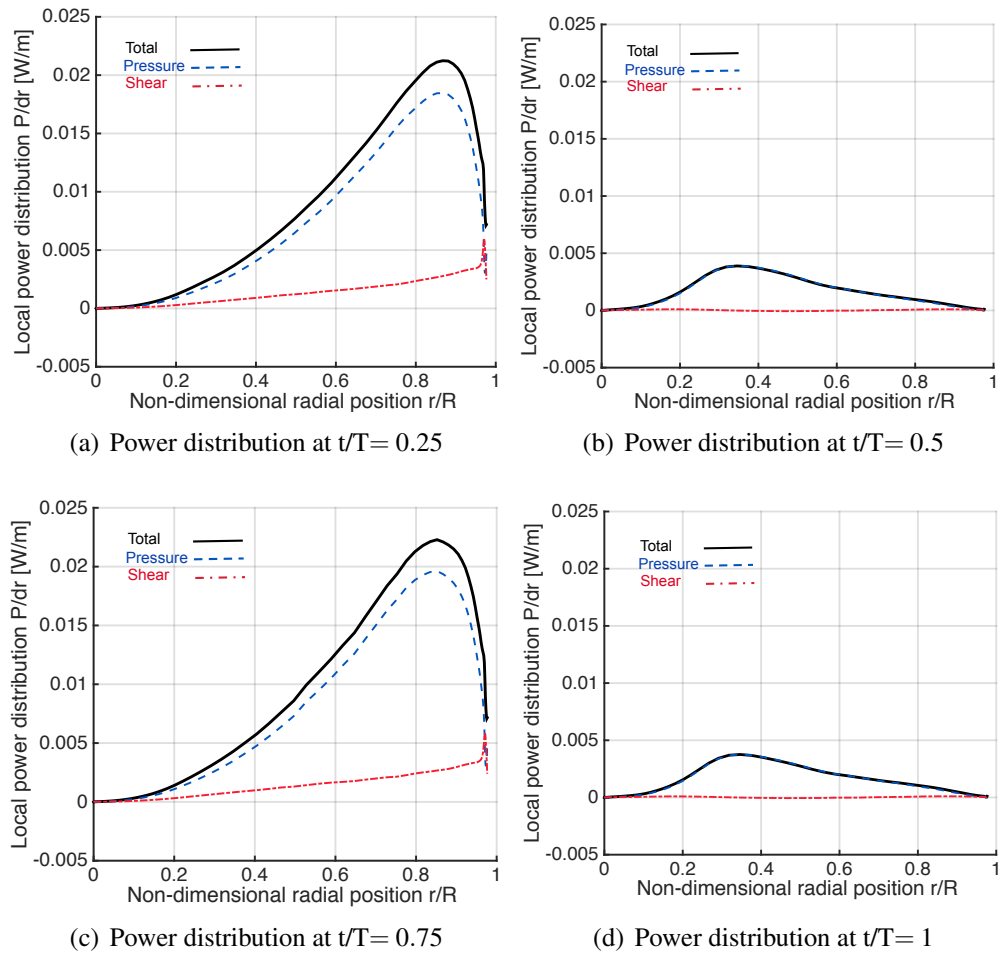 0.025
0.02
0.015
0.01
0.005
0
-0.005
Local power distribution P/dr [W/m]
Total
Pressure
Shear
0 0.2 0.4 0.6 0.8 1
Non-dimensional radial position r/R
(a) Power distribution at t/T= 0.25
0.025
0.02
0.015
0.01
0.005
0
-0.005
Local power distribution P/dr [W/m]
Total
Pressure
Shear
0 0.2 0.4 0.6 0.8 1
Non-dimensional radial position r/R
(b) Power distribution at t/T= 0.5
0.025
0.02
0.015
0.01
0.005
0
-0.005
Local power distribution P/dr [W/m]
Total
Pressure
Shear
0 0.2 0.4 0.6 0.8 1
Non-dimensional radial position r/R
(c) Power distribution at t/T= 0.75
0.025
0.02
0.015
0.01
0.005
0
-0.005
Local power distribution P/dr [W/m]
Total
Pressure
Shear
0 0.2 0.4 0.6 0.8 1
Non-dimensional radial position r/R
(d) Power distribution at t/T= 1